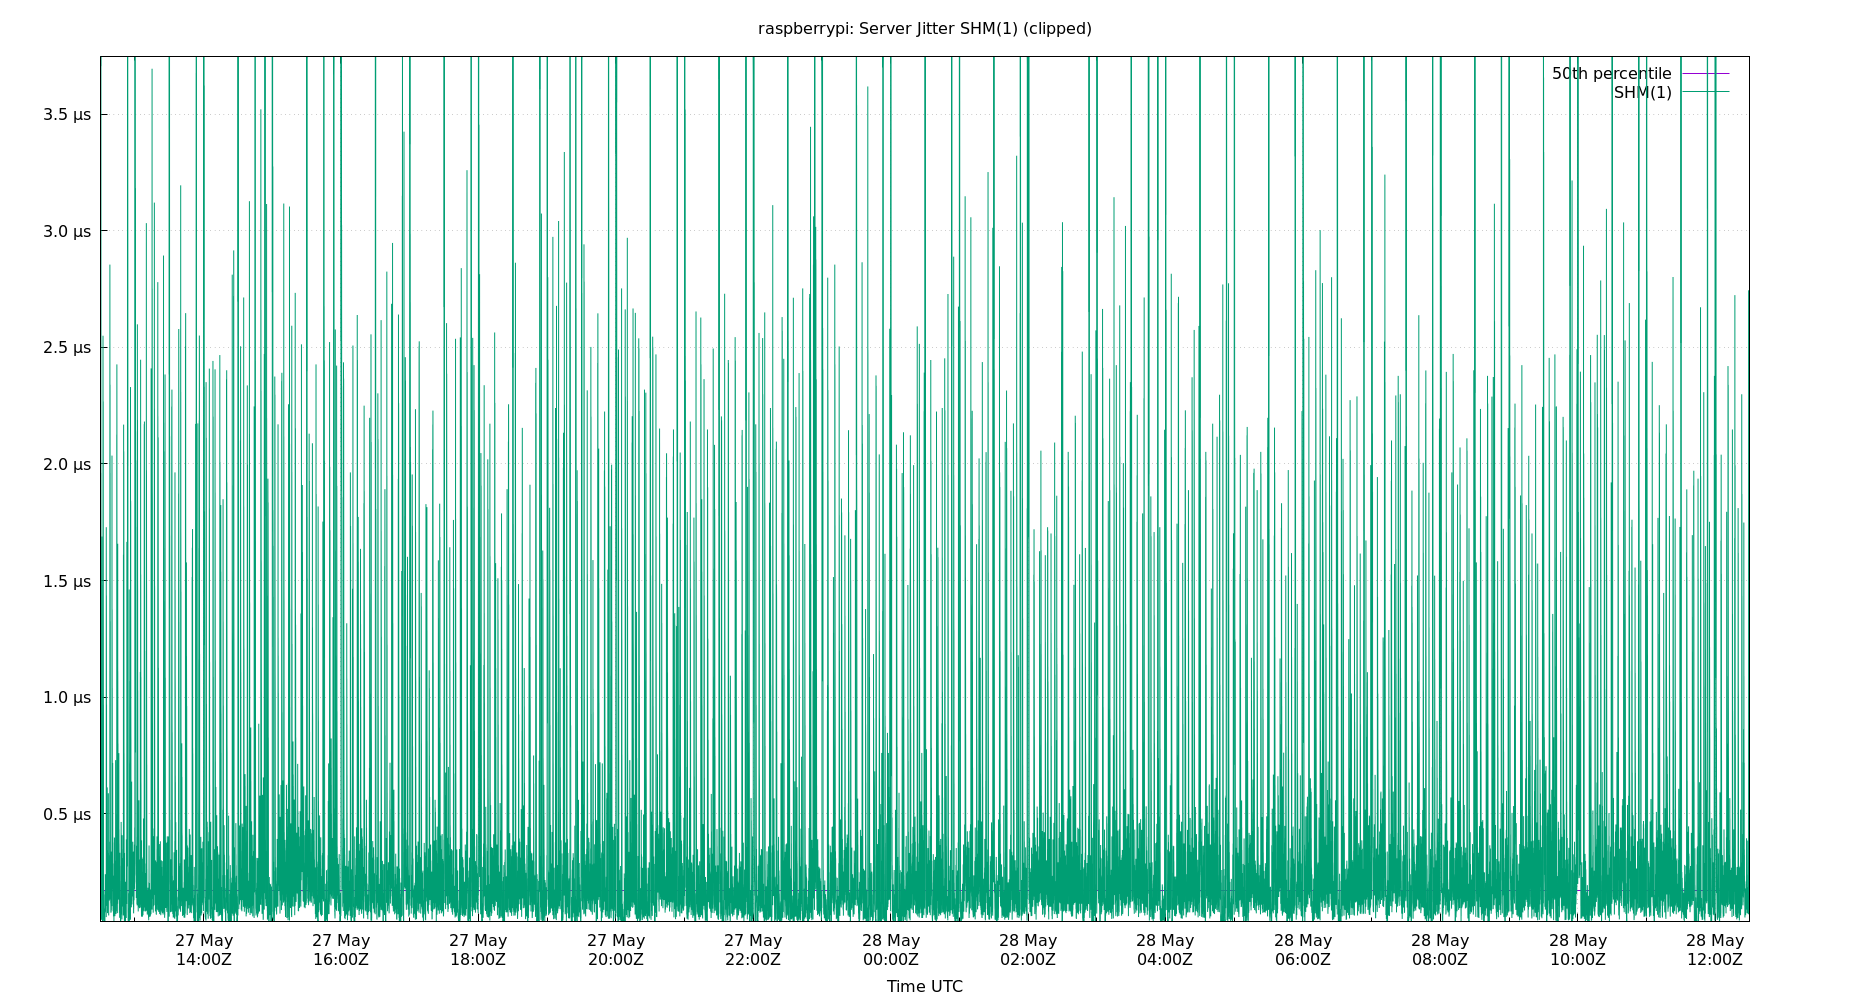 raspberrypi: Server Jitter SHM(1) (clipped)
50th percentile
SHM(1)
3.5 µs
3.0 µs
2.5 µs
2.0 µs
1.5 µs
1.0 µs
0.5 µs
27 May 27 May 27 May 27 May 27 May 28 May 28 May 28 May 28 May 28 May 28 May 28 May
14:00Z 16:00Z 18:00Z 20:00Z 22:00Z 00:00Z 02:00Z 04:00Z 06:00Z 08:00Z 10:00Z 12:00Z
Time UTC